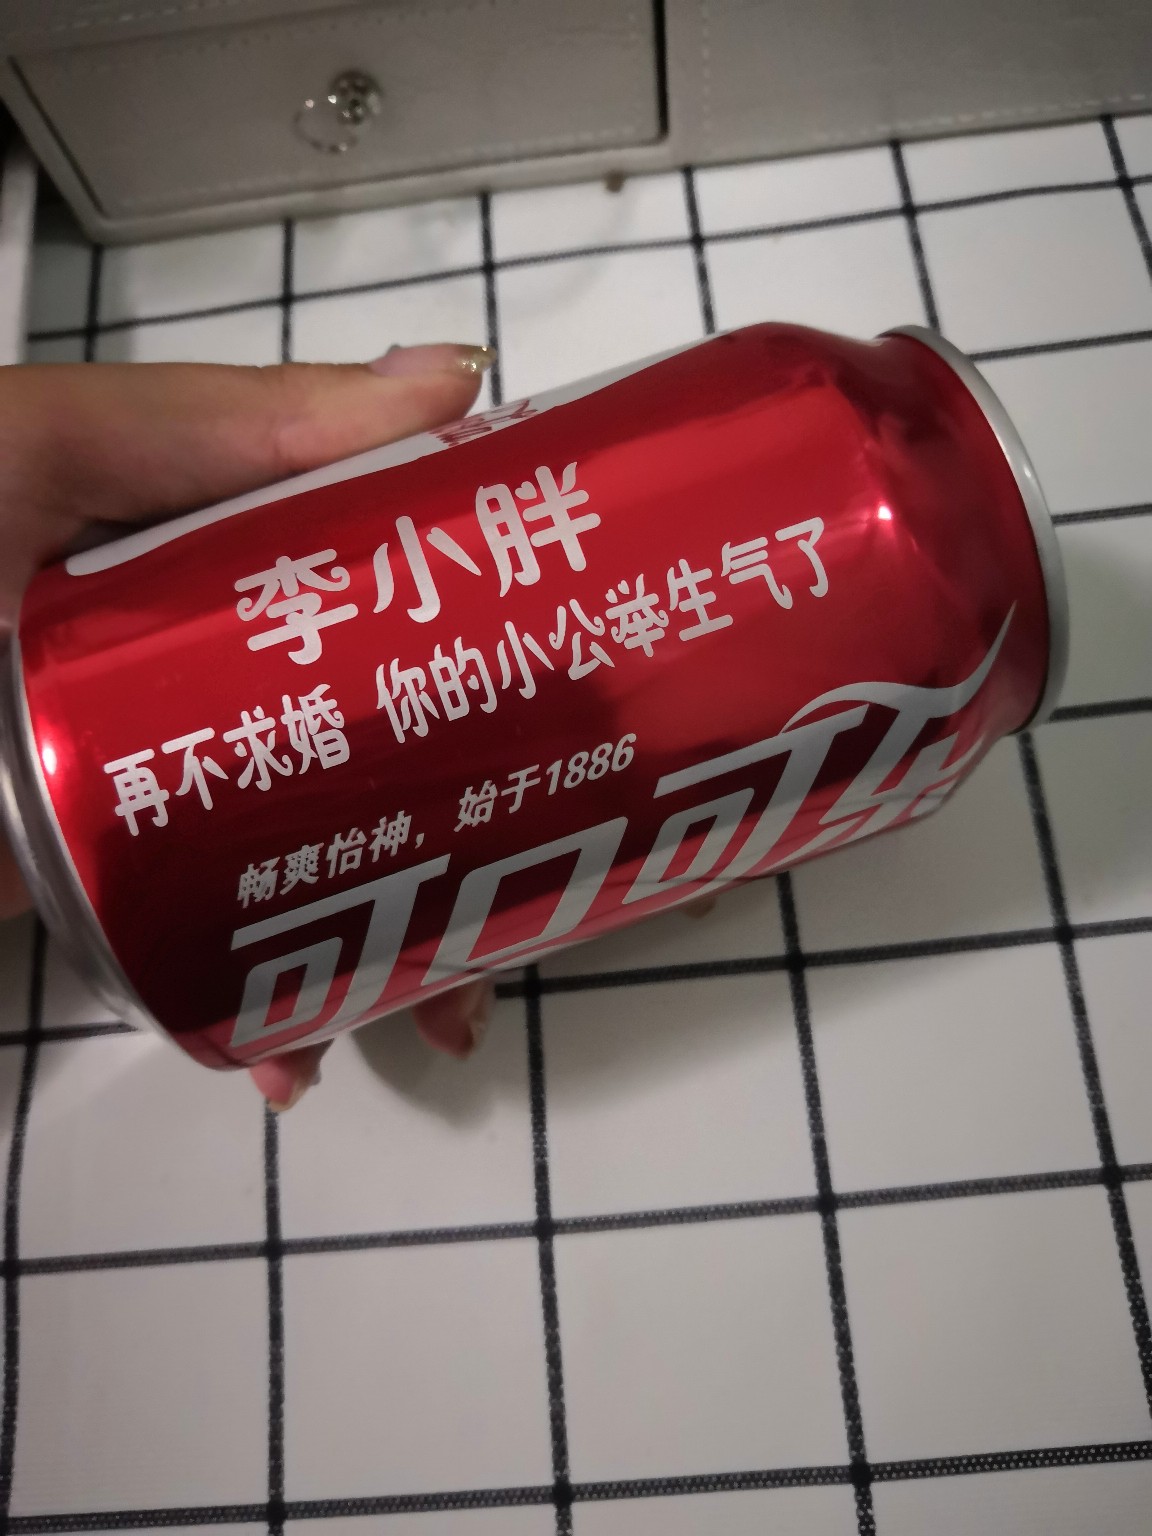 李小胖
再不求婚 你的小公举生气了
畅爽怡神，始于1886
可口可乐